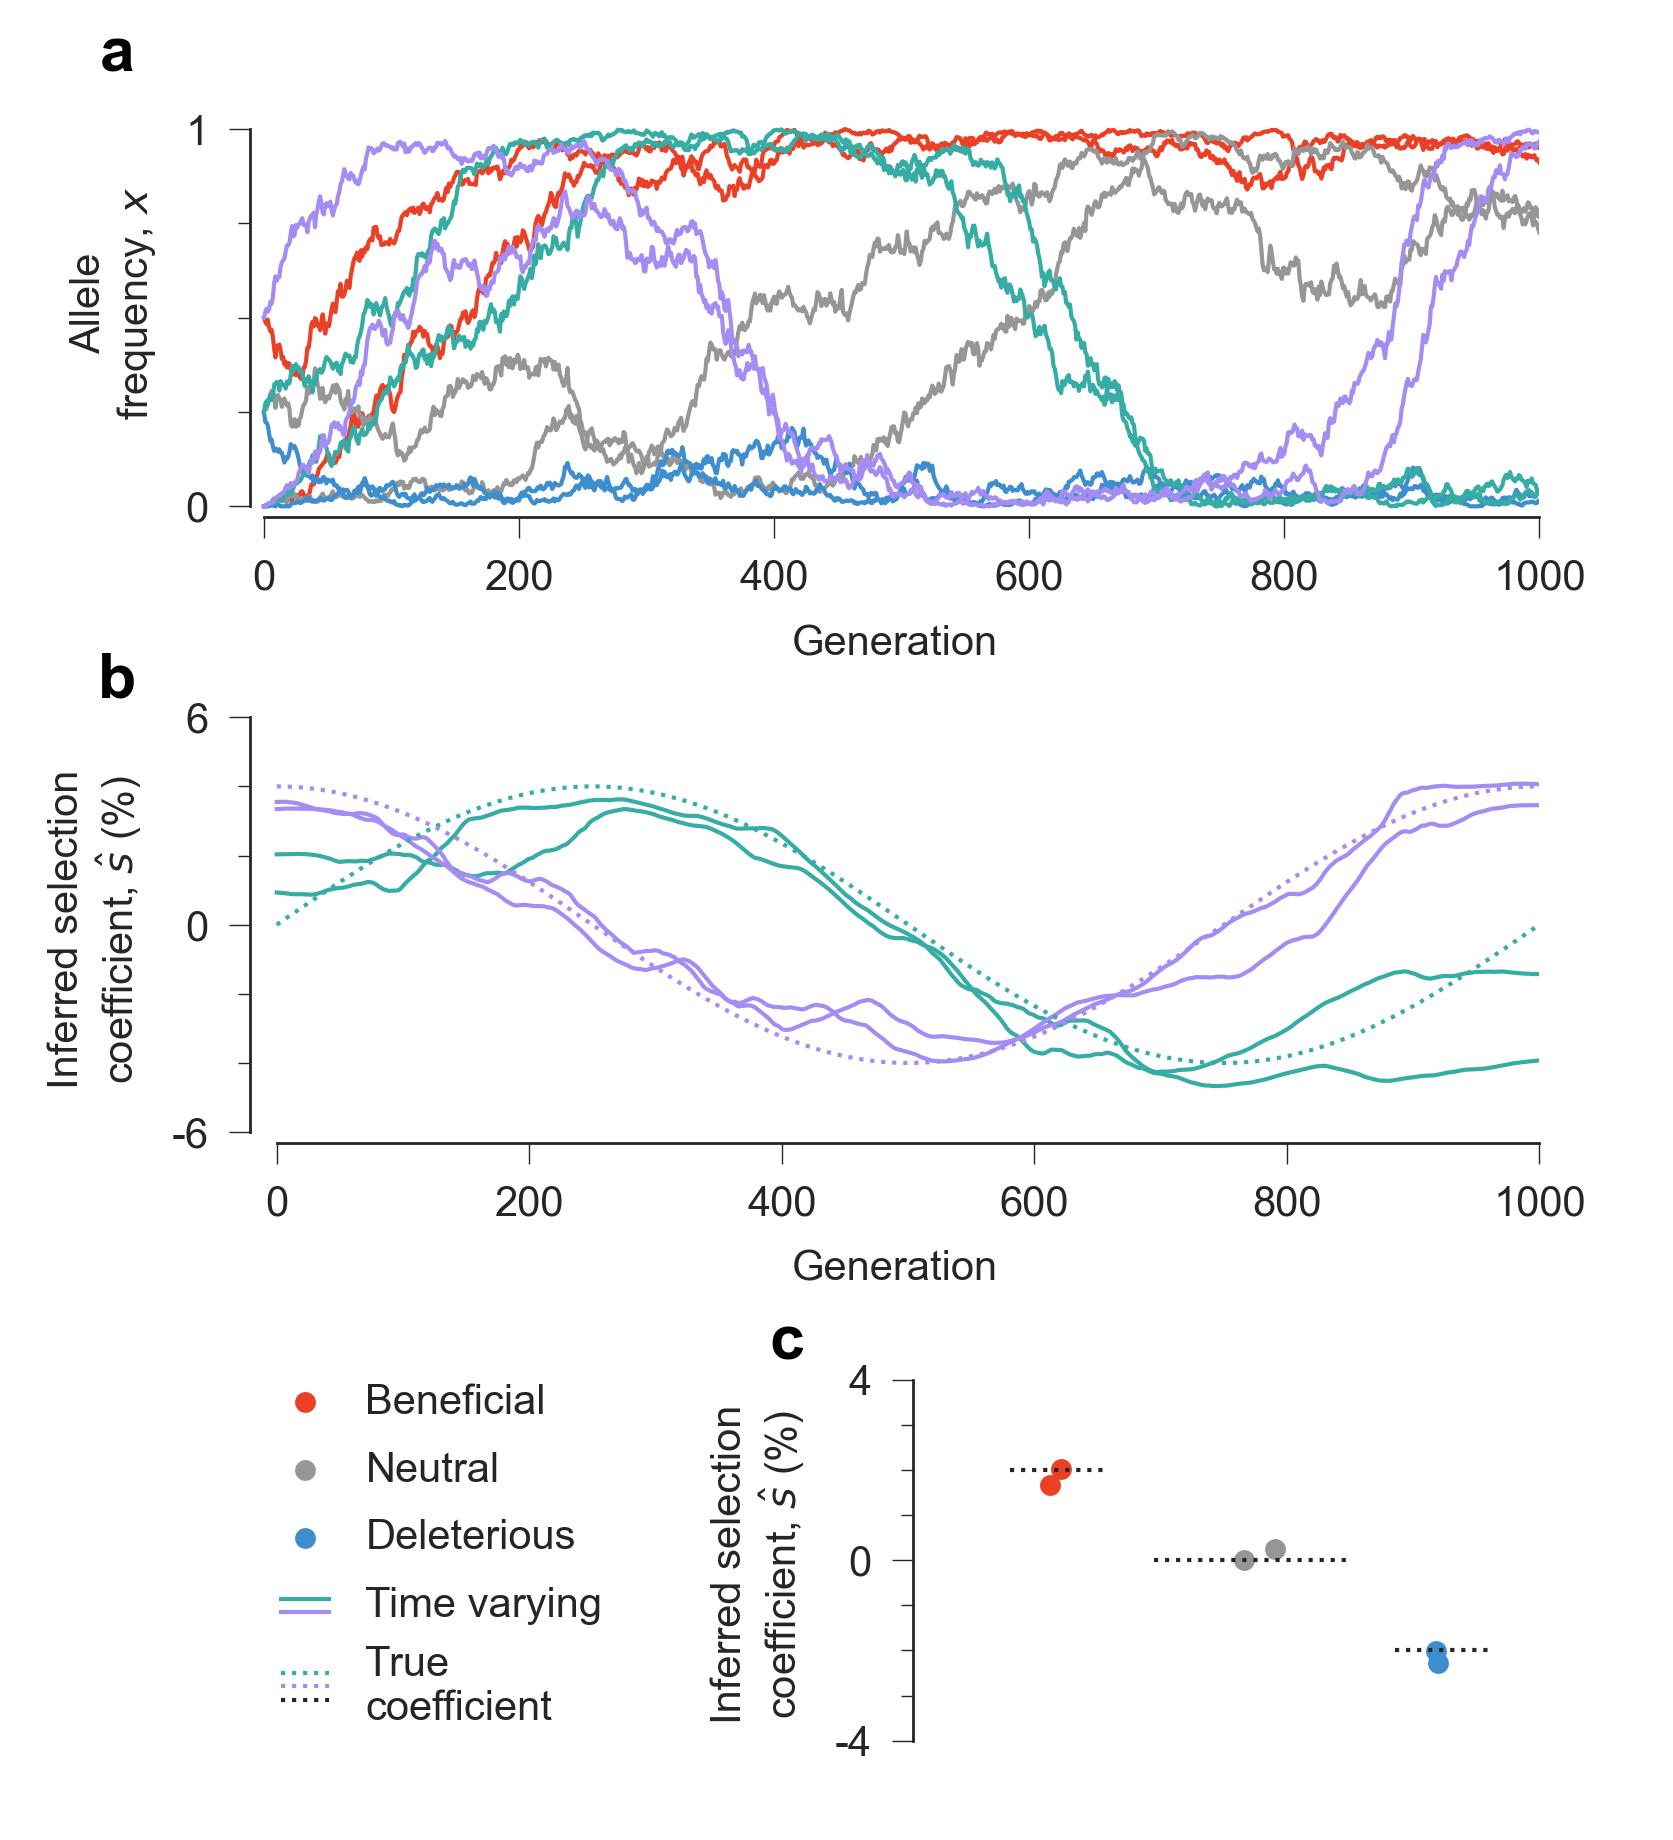 a
1
0
Allele
frequency, x
0 200 400 600 800 1000
Generation
b
6
0
-6
Inferred selection
coefficient, ŝ (%)
0 200 400 600 800 1000
Generation
Beneficial
Neutral
Deleterious
Time varying
True
coefficient
c
4
0
-4
Inferred selection
coefficient, ŝ (%)